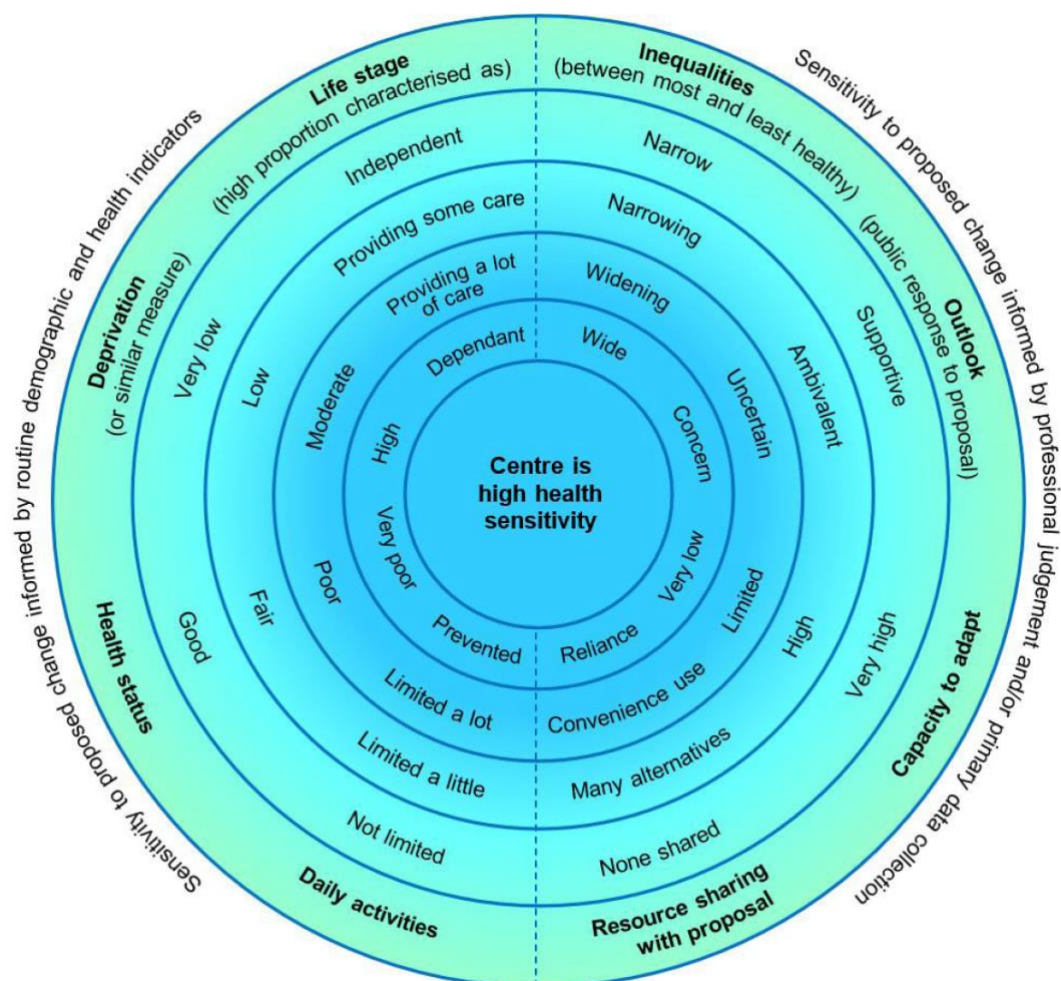 Sensitivity to proposed change informed by routine demographic and health indicators
Sensitivity to proposed change informed by professional judgement and/or primary data collection
Life stage
(high proportion characterised as)
Independent
Providing some care
Providing a lot
of care
Dependant
Inequalities
(between most and least healthy)
Narrow
Narrowing
Widening
Wide
Outlook
(public response to proposal)
Supportive
Ambivalent
Uncertain
Concern
Capacity to adapt
Very high
High
Limited
Very low
Resource sharing
with proposal
None shared
Many alternatives
Convenience use
Reliance
Daily activities
Not limited
Limited a little
Limited a lot
Prevented
Health status
Good
Fair
Poor
Very poor
Deprivation
(or similar measure)
Very low
Low
Moderate
High
Centre is
high health
sensitivity